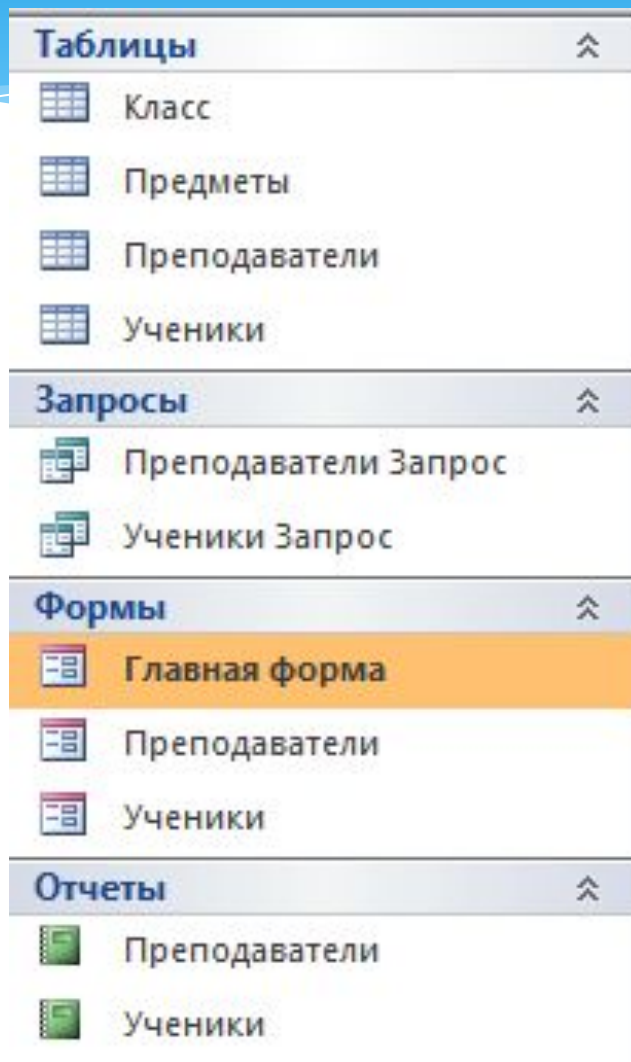 Таблицы
Класс
Предметы
Преподаватели
Ученики
Запросы
Преподаватели Запрос
Ученики Запрос
Формы
Главная форма
Преподаватели
Ученики
Отчеты
Преподаватели
Ученики